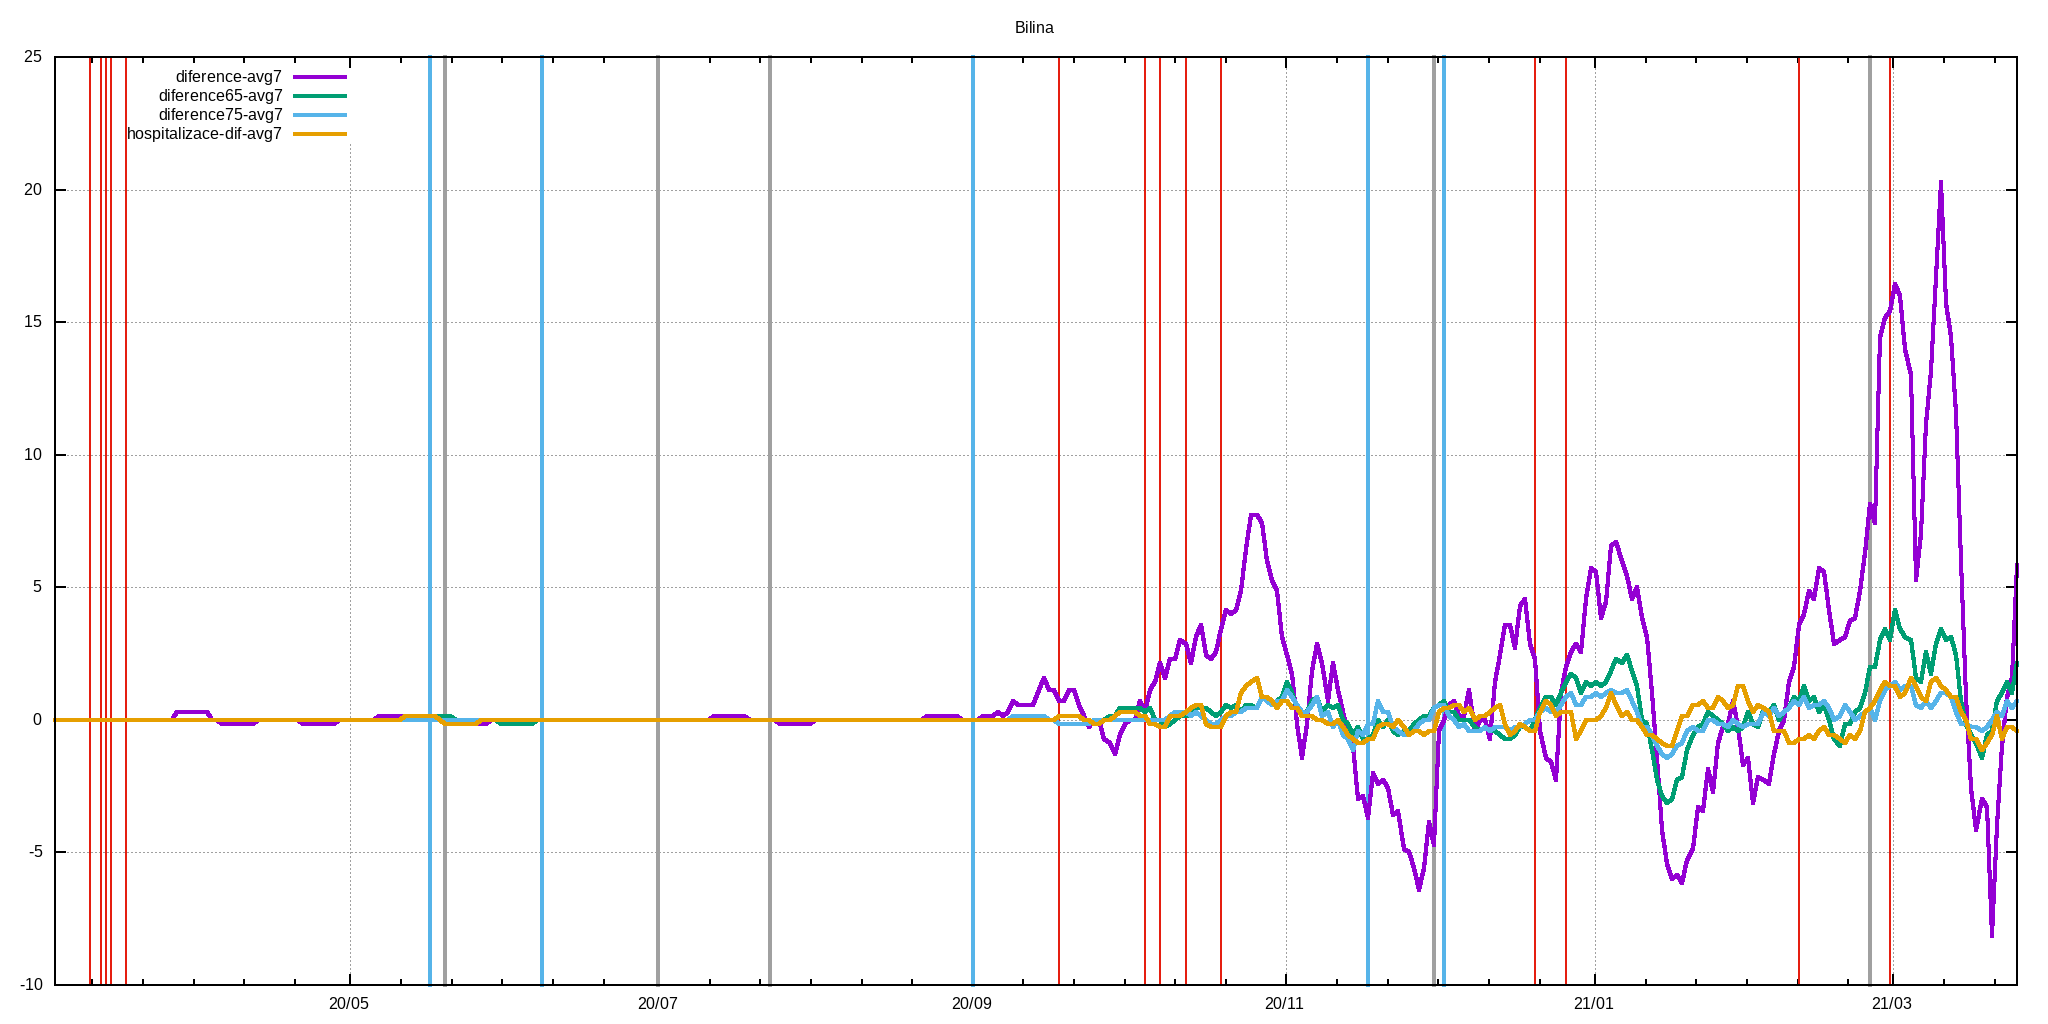 Bilina
25
diference-avg7
diference65-avg7
diference75-avg7
hospitalizace-dif-avg7
20
15
10
5
0
-5
-10
20/05 20/07 20/09 20/11 21/01 21/03